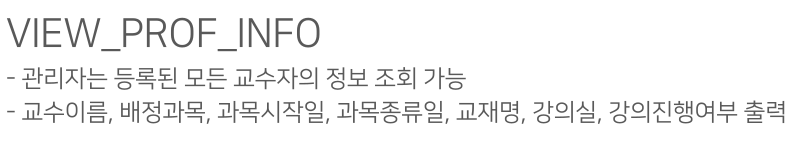 VIEW_PROF_INFO
- 관리자는 등록된 모든 교수자의 정보 조회 가능
- 교수이름, 배정과목, 과목시작일, 과목종류일, 교재명, 강의실, 강의진행여부 출력